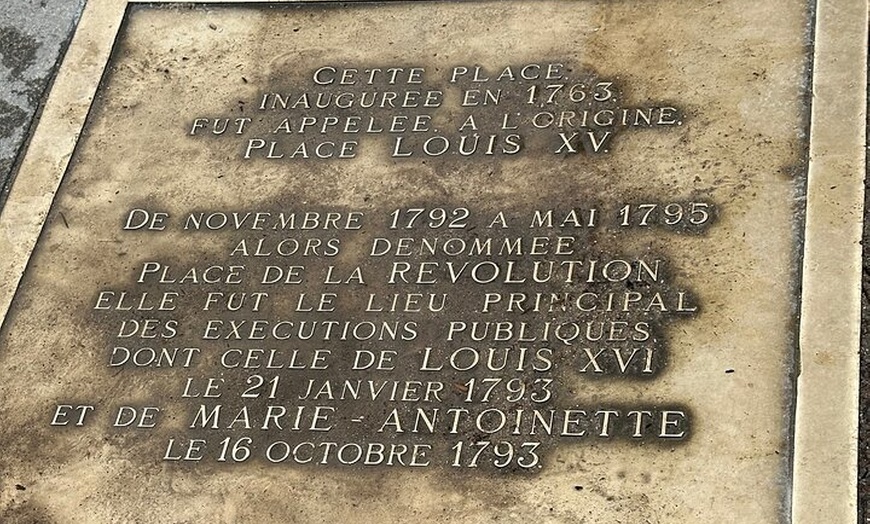 CETTE PLACE
INAUGUREE EN 1763
FUT APPELEE A L'ORIGINE
PLACE LOUIS XV.
DE NOVEMBRE 1792 A MAI 1795
ALORS DENOMMEE
PLACE DE LA REVOLUTION
ELLE FUT LE LIEU PRINCIPAL
DES EXECUTIONS PUBLIQUES,
DONT CELLE DE LOUIS XVI
LE 21 JANVIER 1793
ET DE MARIE - ANTOINETTE
LE 16 OCTOBRE 1793.